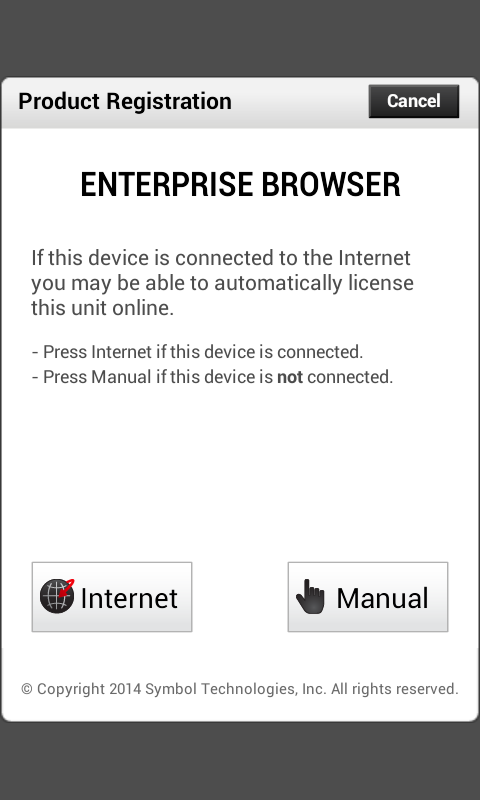 Product Registration
Cancel
ENTERPRISE BROWSER
If this device is connected to the Internet
you may be able to automatically license
this unit online.
- Press Internet if this device is connected.
- Press Manual if this device is not connected.
Internet
Manual
© Copyright 2014 Symbol Technologies, Inc. All rights reserved.